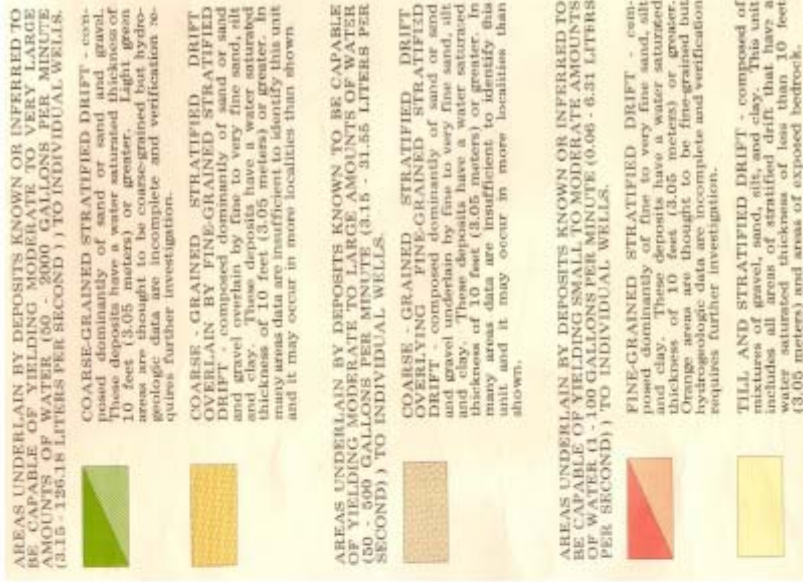 AREAS UNDERLAIN BY DEPOSITS KNOWN OR INFERRED TO
BE CAPABLE OF YIELDING MODERATE TO VERY LARGE
AMOUNTS OF WATER (50 - 2000 GALLONS PER MINUTE
(3.15 - 126.18 LITERS PER SECOND ) ) TO INDIVIDUAL WELLS.
COARSE-GRAINED STRATIFIED DRIFT - com-
posed dominantly of sand or sand and gravel.
These deposits have a water saturated thickness of
10 feet (3.05 meters) or greater. Light green
areas are thought to be coarse-grained but hydro-
geologic data are incomplete and verification re-
quires further investigation.
COARSE - GRAINED STRATIFIED DRIFT
OVERLAIN BY FINE-GRAINED STRATIFIED
DRIFT - composed dominantly of sand or sand
and gravel overlain by fine to very fine sand, silt
and clay. These deposits have a water saturated
thickness of 10 feet (3.05 meters) or greater. In
many areas data are insufficient to identify this unit
and it may occur in more localities than shown
AREAS UNDERLAIN BY DEPOSITS KNOWN TO BE CAPABLE
OF YIELDING MODERATE TO LARGE AMOUNTS OF WATER
(50 - 500 GALLONS PER MINUTE (3.15 - 31.55 LITERS PER
SECOND) ) TO INDIVIDUAL WELLS.
COARSE - GRAINED STRATIFIED DRIFT
OVERLYING FINE-GRAINED STRATIFIED
DRIFT - composed dominantly of sand or sand
and gravel underlain by fine to very fine sand, silt
and clay. These deposits have a water saturated
thickness of 10 feet (3.05 meters) or greater. In
many areas data are insufficient to identify this
unit and it may occur in more localities than
shown.
AREAS UNDERLAIN BY DEPOSITS KNOWN OR INFERRED TO
BE CAPABLE OF YIELDING SMALL TO MODERATE AMOUNTS
OF WATER (1 - 100 GALLONS PER MINUTE (0.06 - 6.31 LITERS
PER SECOND) ) TO INDIVIDUAL WELLS.
FINE-GRAINED STRATIFIED DRIFT - com-
posed dominantly of fine to very fine sand, silt
and clay. These deposits have a water saturated
thickness of 10 feet (3.05 metres) or greater.
Orange areas are thought to be fine-grained but
hydrogeologic data are incomplete and verification
requires further investigation.
TILL AND STRATIFIED DRIFT - composed of
mixtures of gravel, sand, silt, and clay. This unit
includes all areas of stratified drift that have a
water saturated thickness of less than 10 feet
(3.05 meters) and areas of exposed bedrock.